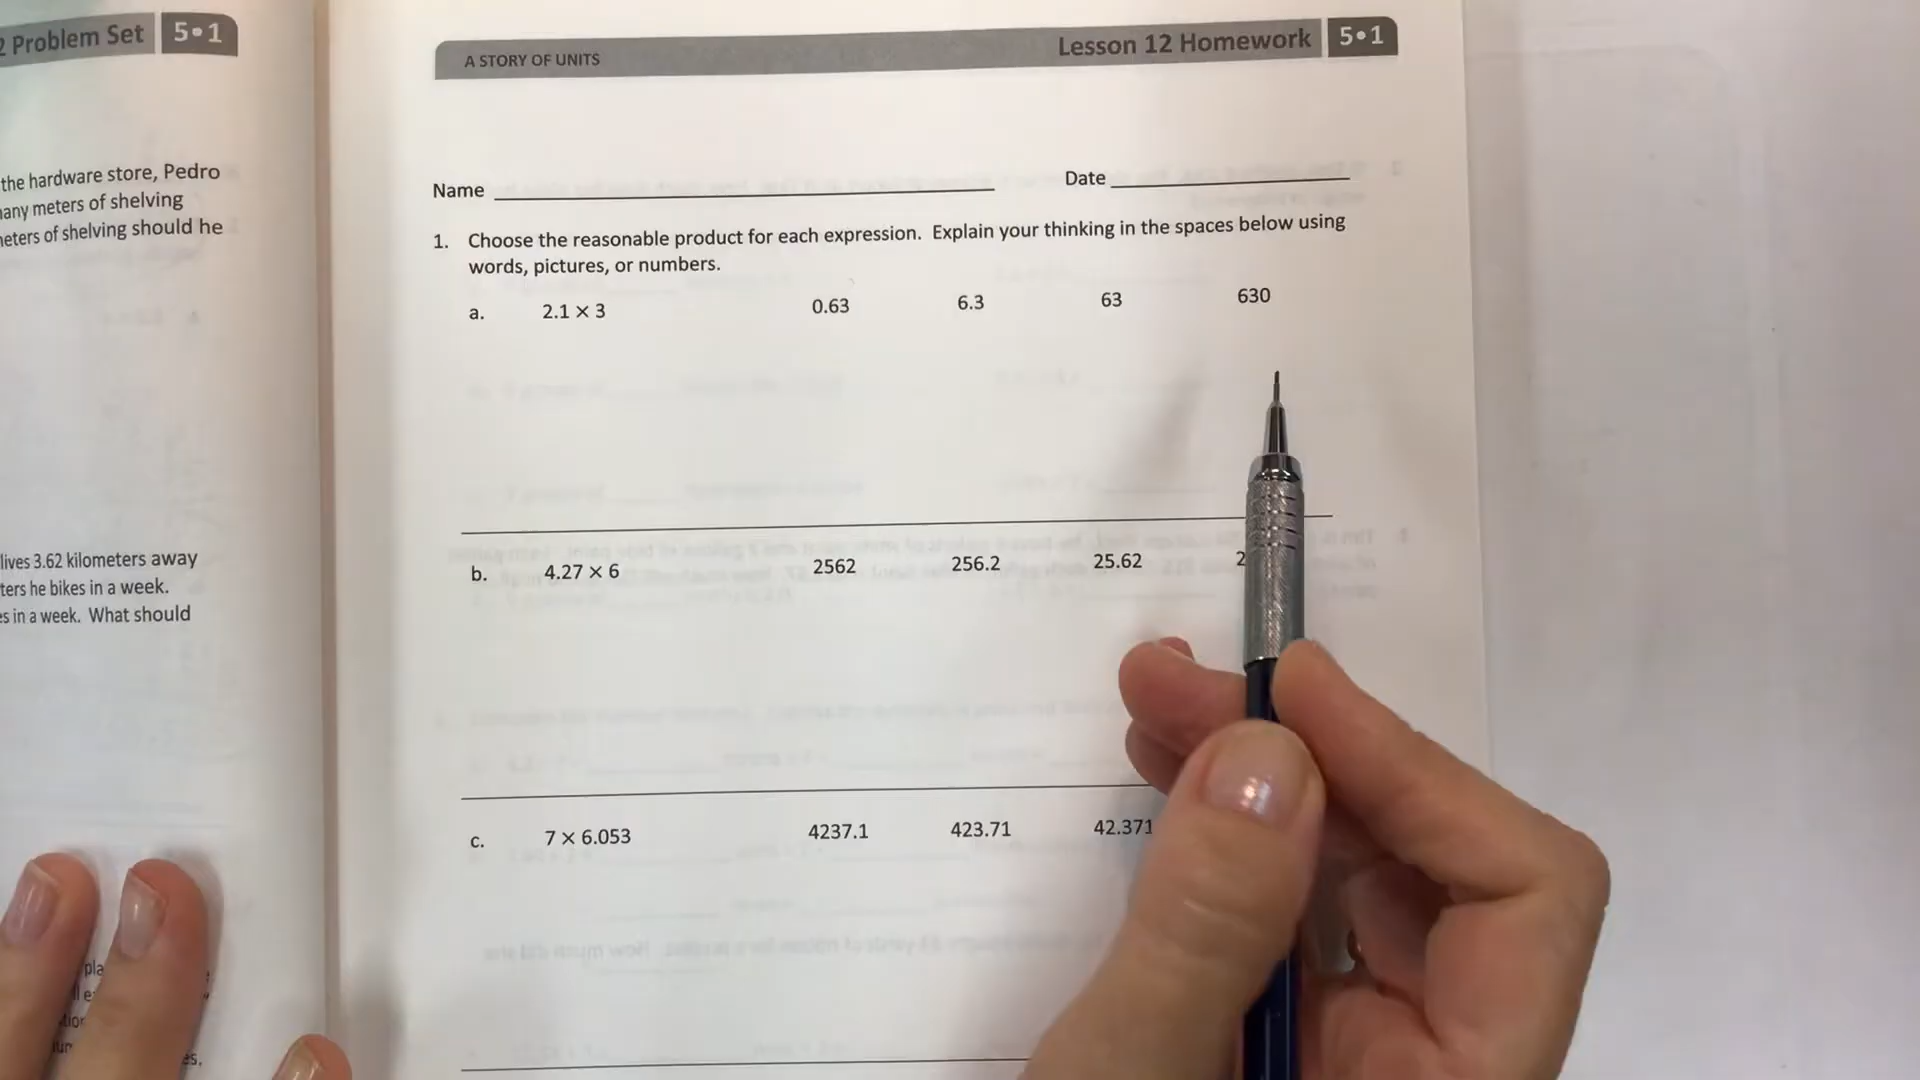 Problem Set 5•1
the hardware store, Pedro
meters of shelving
of shelving should he
lives 3.62 kilometers away
he bikes in a week.
in a week. What should
A STORY OF UNITS
Lesson 12 Homework 5•1
Name
Date
1. Choose the reasonable product for each expression. Explain your thinking in the spaces below using
words, pictures, or numbers.
a. 2.1 × 3 0.63 6.3 63 630
b. 4.27 × 6 2562 256.2 25.62
c. 7 × 6.053 4237.1 423.71 42.371